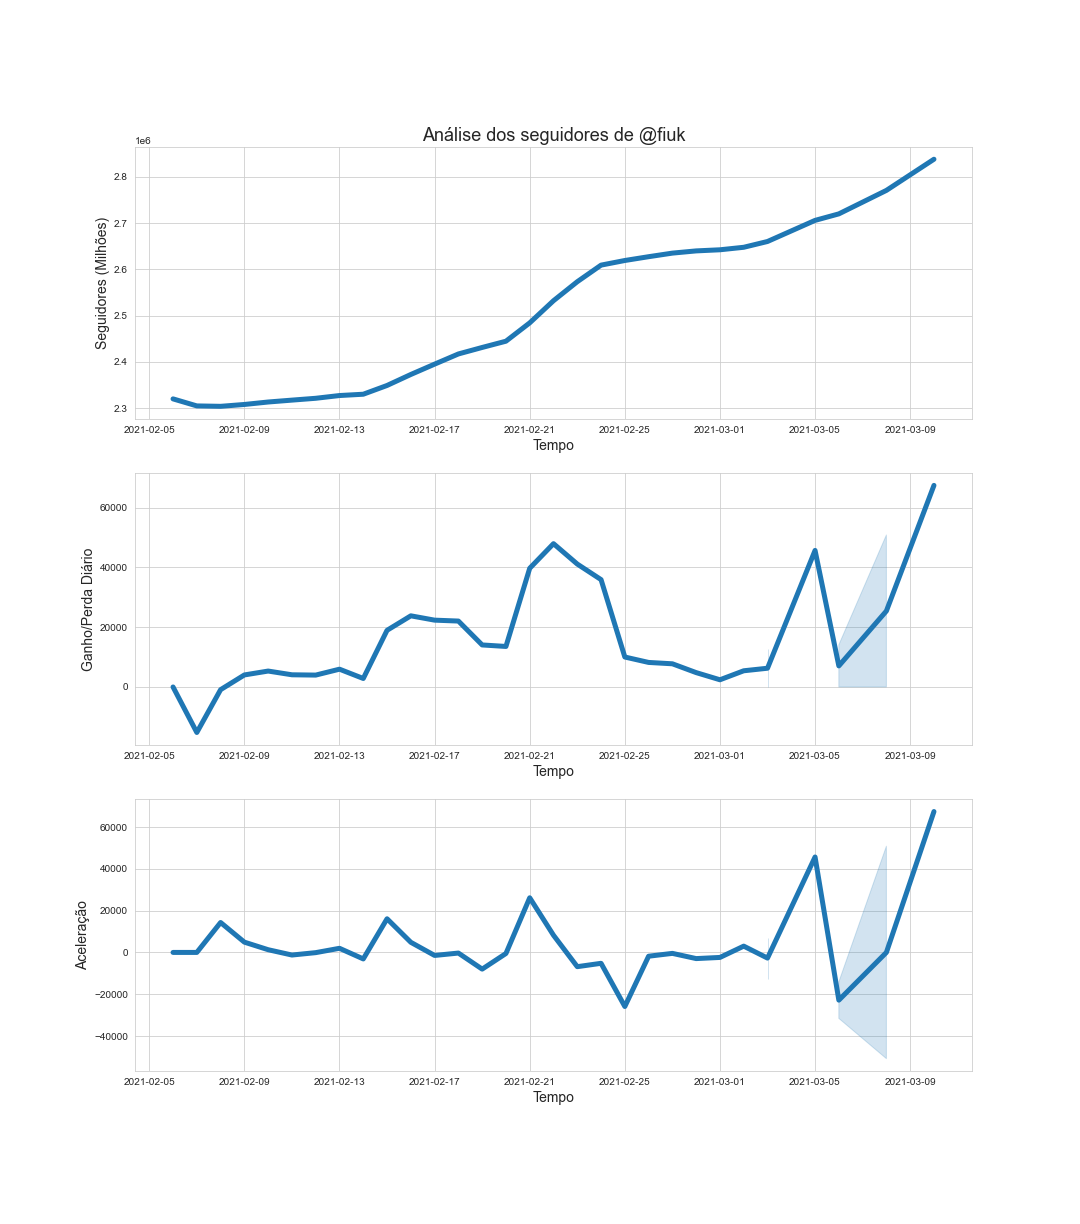 Análise dos seguidores de @fiuk
1e6
2.8
2.7
2.6
2.5
2.4
2.3
Seguidores (Milhões)
2021-02-05 2021-02-09 2021-02-13 2021-02-17 2021-02-21 2021-02-25 2021-03-01 2021-03-05 2021-03-09
Tempo
60000
40000
20000
0
Ganho/Perda Diário
2021-02-05 2021-02-09 2021-02-13 2021-02-17 2021-02-21 2021-02-25 2021-03-01 2021-03-05 2021-03-09
Tempo
60000
40000
20000
0
−20000
−40000
Aceleração
2021-02-05 2021-02-09 2021-02-13 2021-02-17 2021-02-21 2021-02-25 2021-03-01 2021-03-05 2021-03-09
Tempo